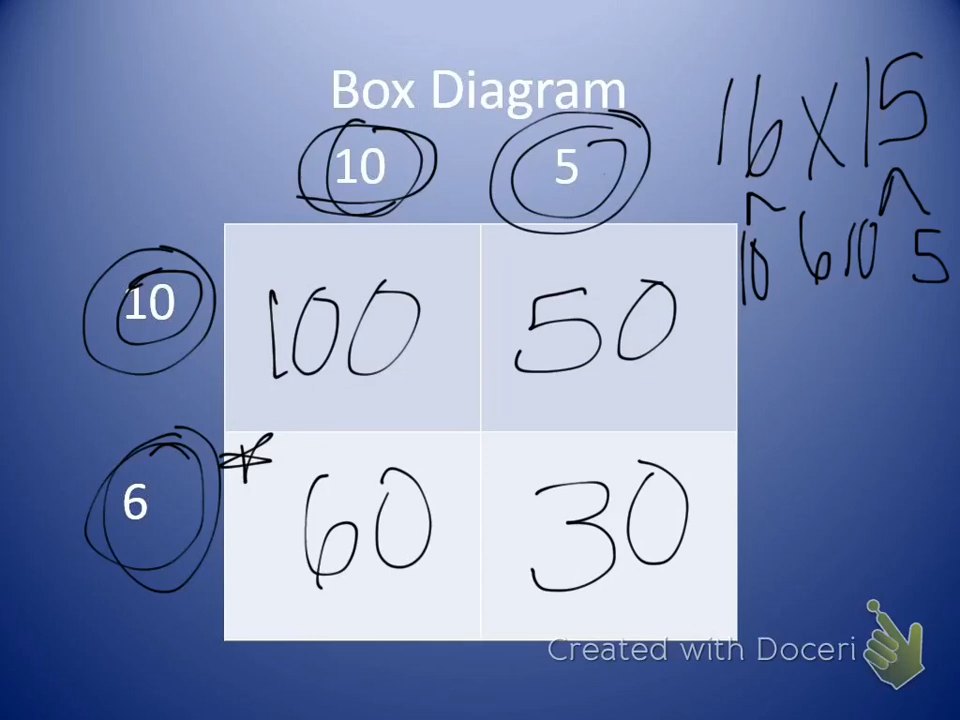 Box Diagram
16 x 15
10 5
10 6 10 5
10 100 50
6 * 60 30
Created with Doceri